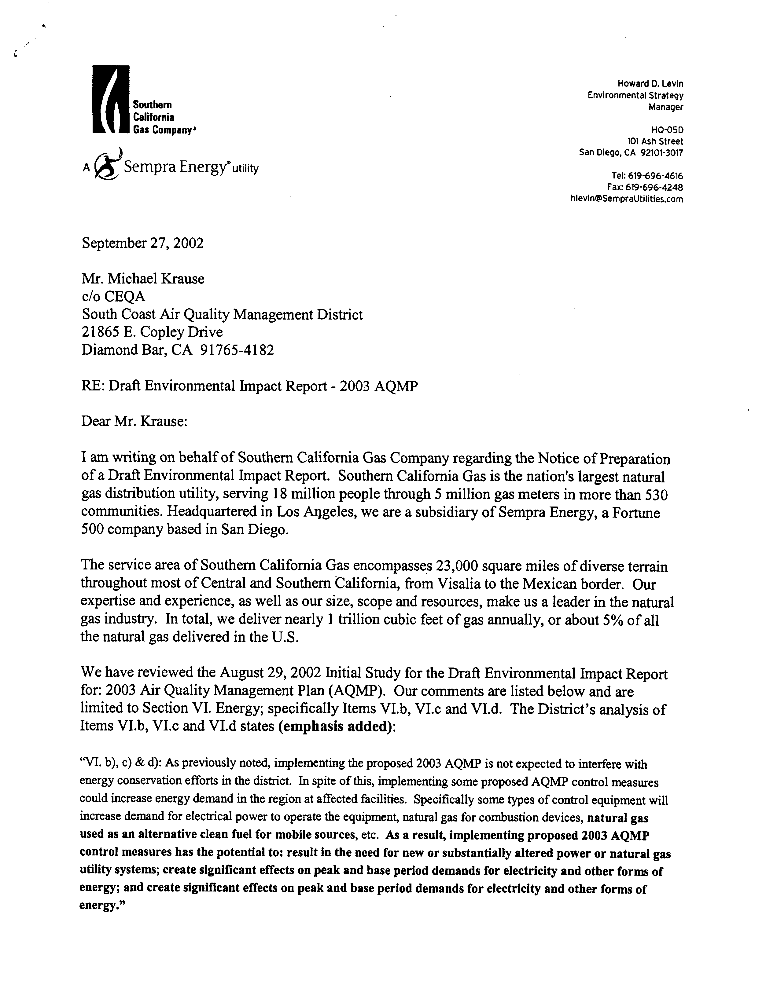 Southern
California
Gas Company
A Sempra Energy® utility
Howard D. Levin
Environmental Strategy
Manager
HQ-05D
101 Ash Street
San Diego, CA 92101-3017
Tel: 619-696-4616
Fax: 619-696-4248
hlevin@SempraUtilities.com
September 27, 2002
Mr. Michael Krause
c/o CEQA
South Coast Air Quality Management District
21865 E. Copley Drive
Diamond Bar, CA 91765-4182
RE: Draft Environmental Impact Report - 2003 AQMP
Dear Mr. Krause:
I am writing on behalf of Southern California Gas Company regarding the Notice of Preparation
of a Draft Environmental Impact Report. Southern California Gas is the nation's largest natural
gas distribution utility, serving 18 million people through 5 million gas meters in more than 530
communities. Headquartered in Los Angeles, we are a subsidiary of Sempra Energy, a Fortune
500 company based in San Diego.
The service area of Southern California Gas encompasses 23,000 square miles of diverse terrain
throughout most of Central and Southern California, from Visalia to the Mexican border. Our
expertise and experience, as well as our size, scope and resources, make us a leader in the natural
gas industry. In total, we deliver nearly 1 trillion cubic feet of gas annually, or about 5% of all
the natural gas delivered in the U.S.
We have reviewed the August 29, 2002 Initial Study for the Draft Environmental Impact Report
for: 2003 Air Quality Management Plan (AQMP). Our comments are listed below and are
limited to Section VI. Energy; specifically Items VI.b, VI.c and VI.d. The District's analysis of
Items VI.b, VI.c and VI.d states (emphasis added):
“VI. b), c) & d): As previously noted, implementing the proposed 2003 AQMP is not expected to interfere with
energy conservation efforts in the district. In spite of this, implementing some proposed AQMP control measures
could increase energy demand in the region at affected facilities. Specifically some types of control equipment will
increase demand for electrical power to operate the equipment, natural gas for combustion devices, natural gas
used as an alternative clean fuel for mobile sources, etc. As a result, implementing proposed 2003 AQMP
control measures has the potential to: result in the need for new or substantially altered power or natural gas
utility systems; create significant effects on peak and base period demands for electricity and other forms of
energy; and create significant effects on peak and base period demands for electricity and other forms of
energy.”